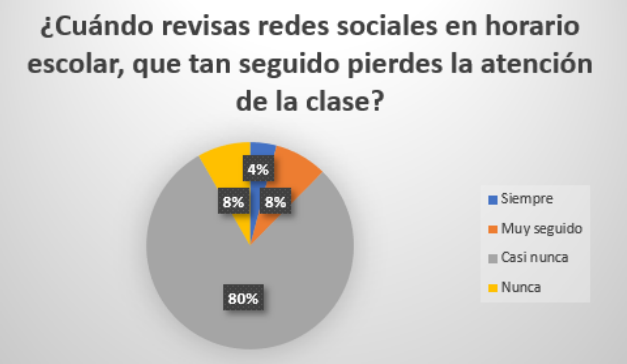 ¿Cuándo revisas redes sociales en horario
escolar, que tan seguido pierdes la atención
de la clase?
4%
8%
8%
80%
Siempre
Muy seguido
Casi nunca
Nunca